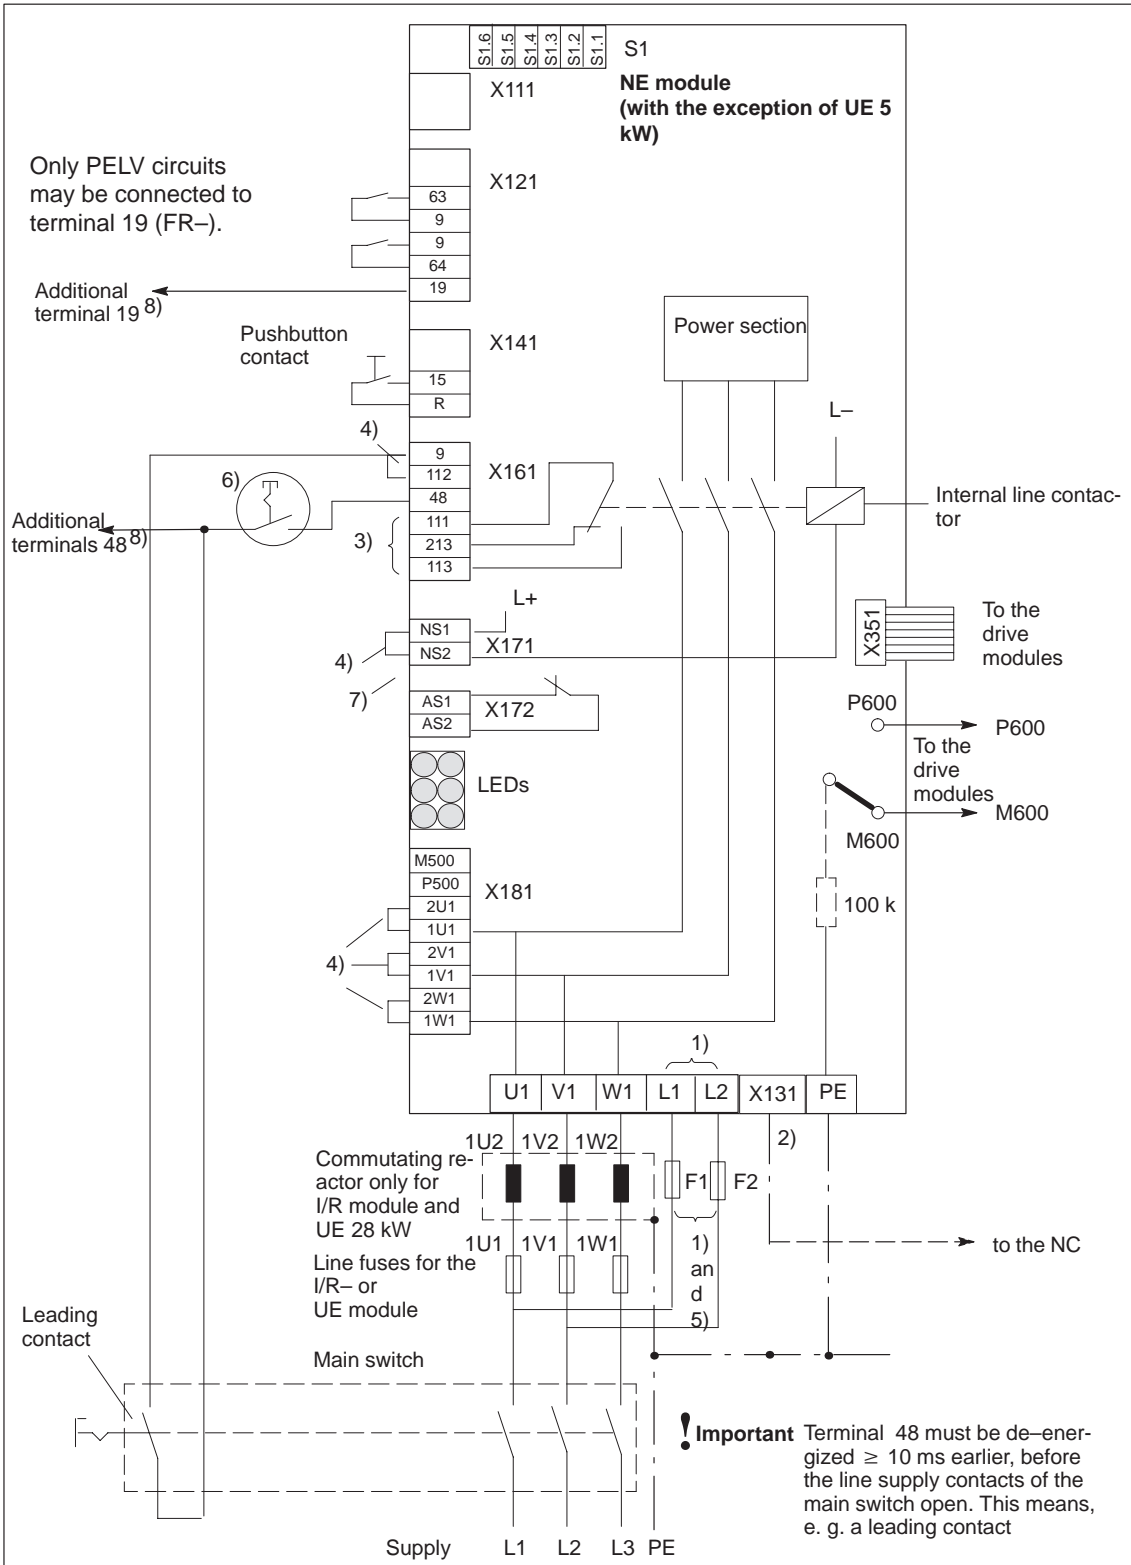 S1.6 S1.5 S1.4 S1.3 S1.2 S1.1
S1
NE module
(with the exception of UE 5
kW)
X111
Only PELV circuits
may be connected to
terminal 19 (FR–).
X121
63
9
9
64
19
Additional
terminal 19 8)
Pushbutton
contact
X141
15
R
Power section
L–
4)
9
112
48
111
213
113
X161
6)
Additional
terminals 48 8)
3)
Internal line contac-
tor
L+
NS1
NS2
X171
4)
7)
AS1
AS2
X172
X351
To the
drive
modules
P600
P600
To the
drive
modules
M600
M600
LEDs
M500
P500
2U1
1U1
2V1
1V1
2W1
1W1
X181
4)
100 k
1)
U1 V1 W1 L1 L2 X131 PE
2)
1U2 1V2 1W2
Commutating re-
actor only for
I/R module and
UE 28 kW
F1 F2
1U1 1V1 1W1
1)
an
d
5)
to the NC
Line fuses for the
I/R– or
UE module
Leading
contact
Main switch
! Important Terminal 48 must be de–ener-
gized ≥ 10 ms earlier, before
the line supply contacts of the
main switch open. This means,
e. g. a leading contact
Supply L1 L2 L3 PE